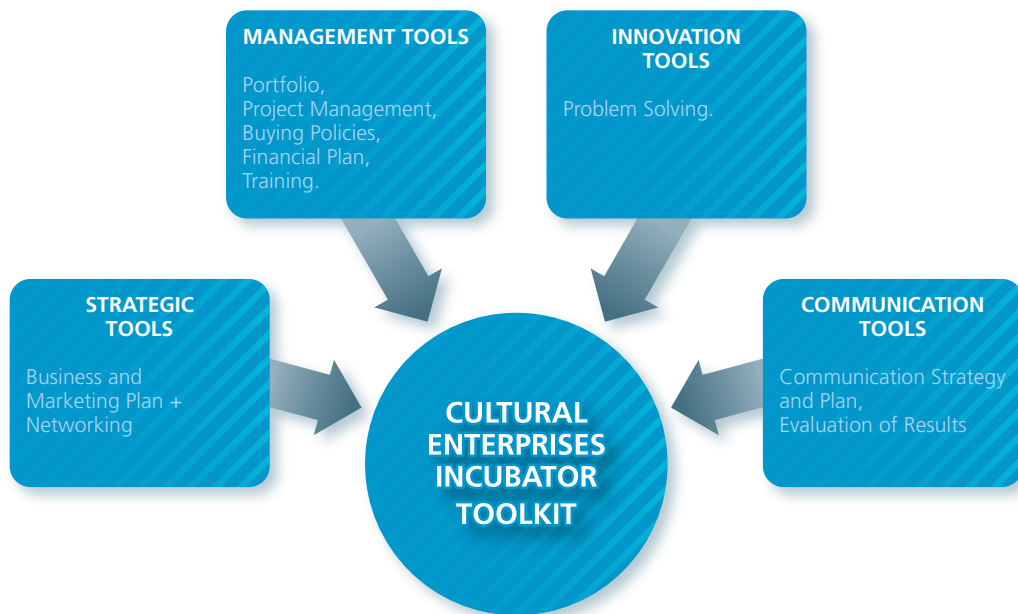 MANAGEMENT TOOLS
Portfolio,
Project Management,
Buying Policies,
Financial Plan,
Training.
INNOVATION
TOOLS
Problem Solving.
STRATEGIC
TOOLS
Business and
Marketing Plan +
Networking
COMMUNICATION
TOOLS
Communication Strategy
and Plan,
Evaluation of Results
CULTURAL
ENTERPRISES
INCUBATOR
TOOLKIT